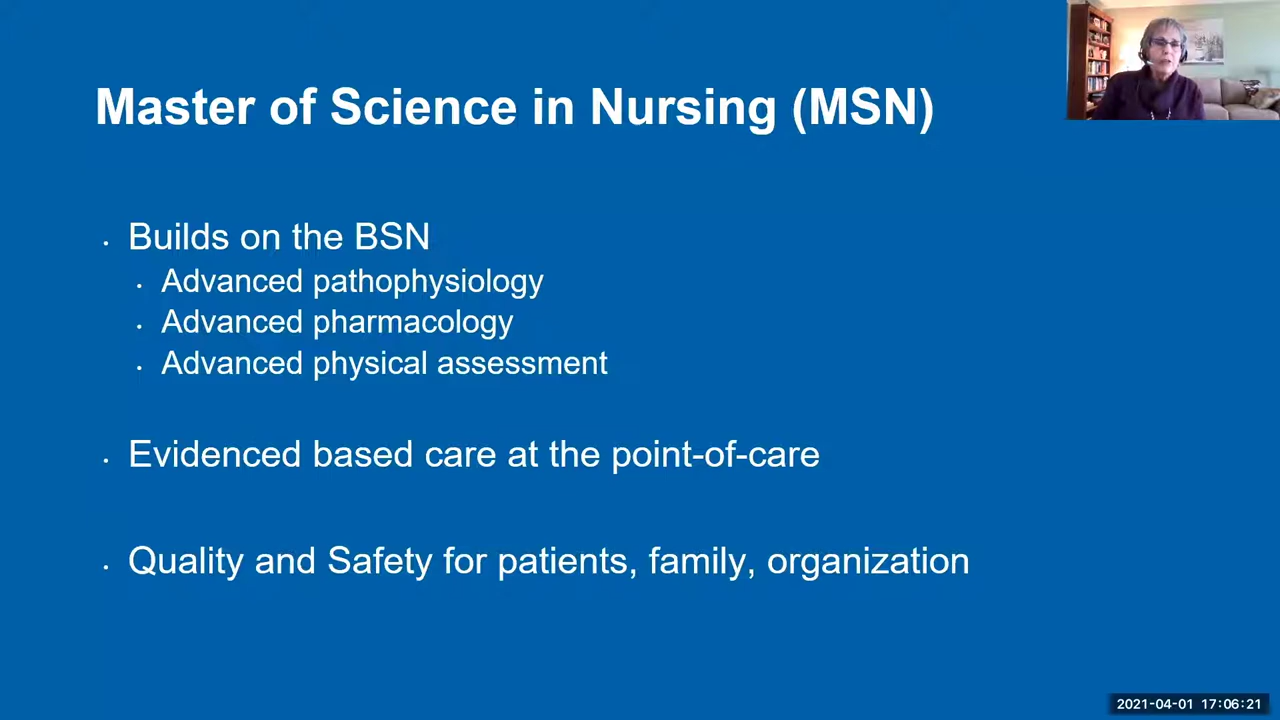 Master of Science in Nursing (MSN)
• Builds on the BSN
• Advanced pathophysiology
• Advanced pharmacology
• Advanced physical assessment
• Evidenced based care at the point-of-care
• Quality and Safety for patients, family, organization
2021-04-01 17:06:21